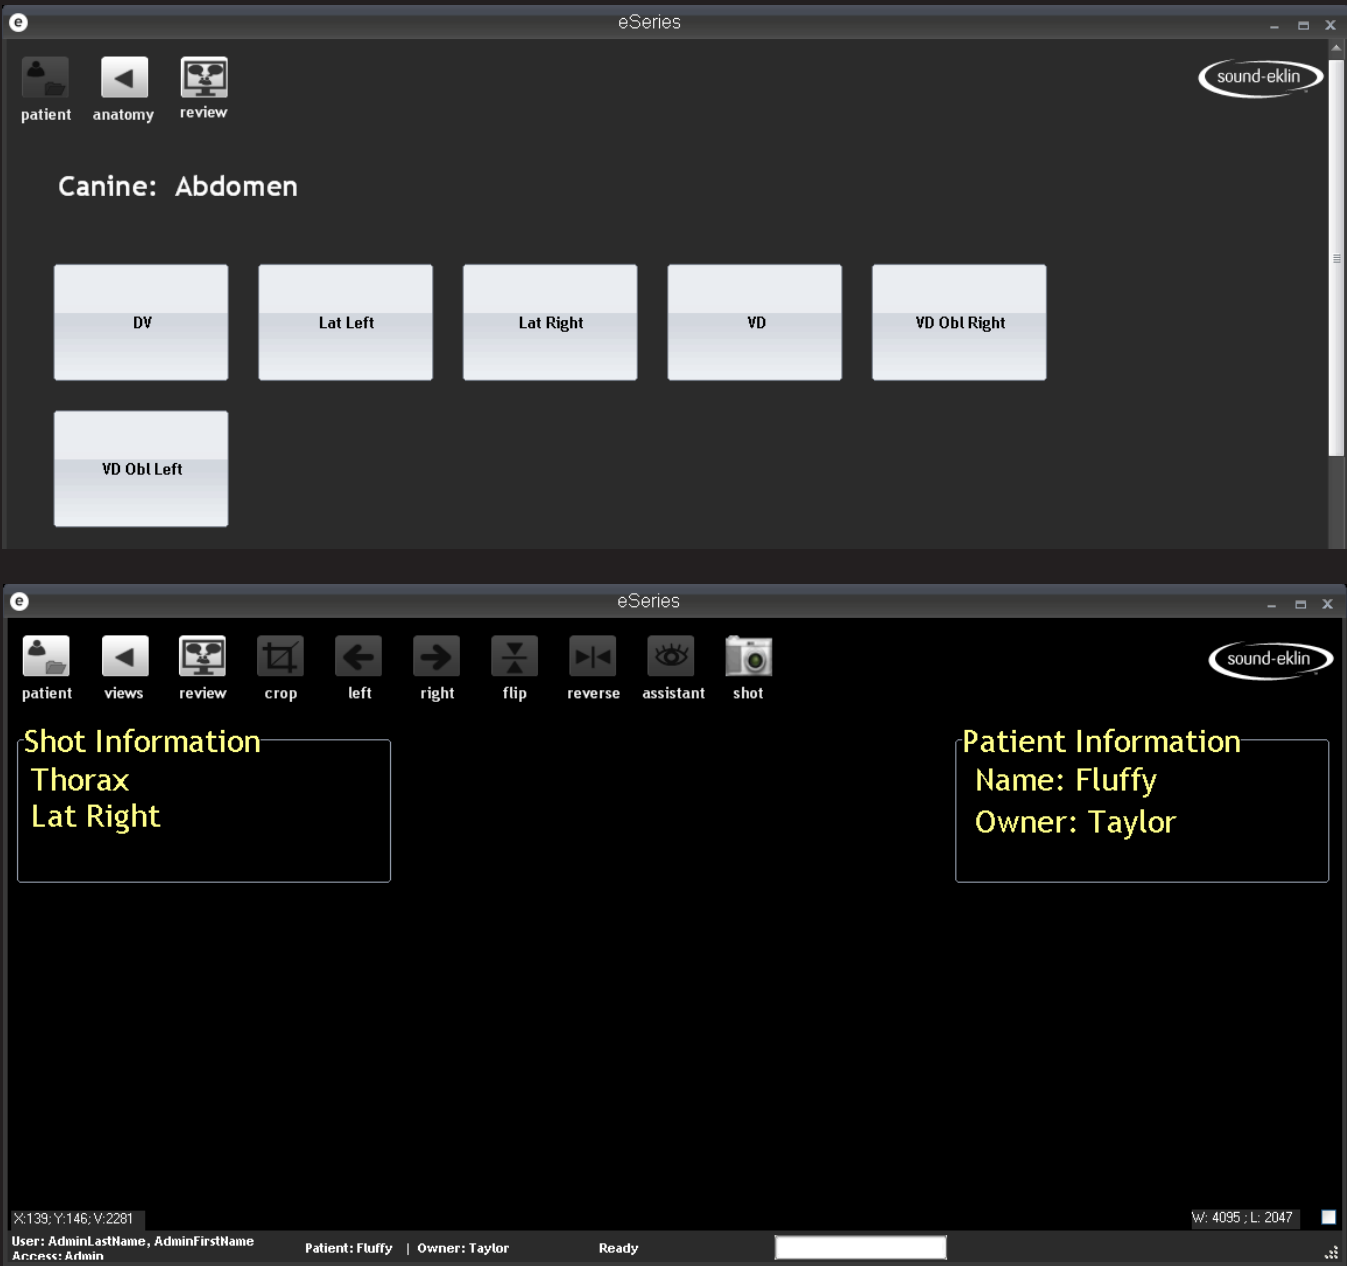 e
eSeries
patient
anatomy
review
sound-eklin
Canine: Abdomen
DV
Lat Left
Lat Right
VD
VD Obl Right
VD Obl Left
e
eSeries
patient
views
review
crop
left
right
flip
reverse
assistant
shot
sound-eklin
Shot Information
Thorax
Lat Right
Patient Information
Name: Fluffy
Owner: Taylor
X:139; Y:146; V:2281
W: 4095 ; L: 2047
User: AdminLastName, AdminFirstName
Access: Admin
Patient: Fluffy | Owner: Taylor
Ready